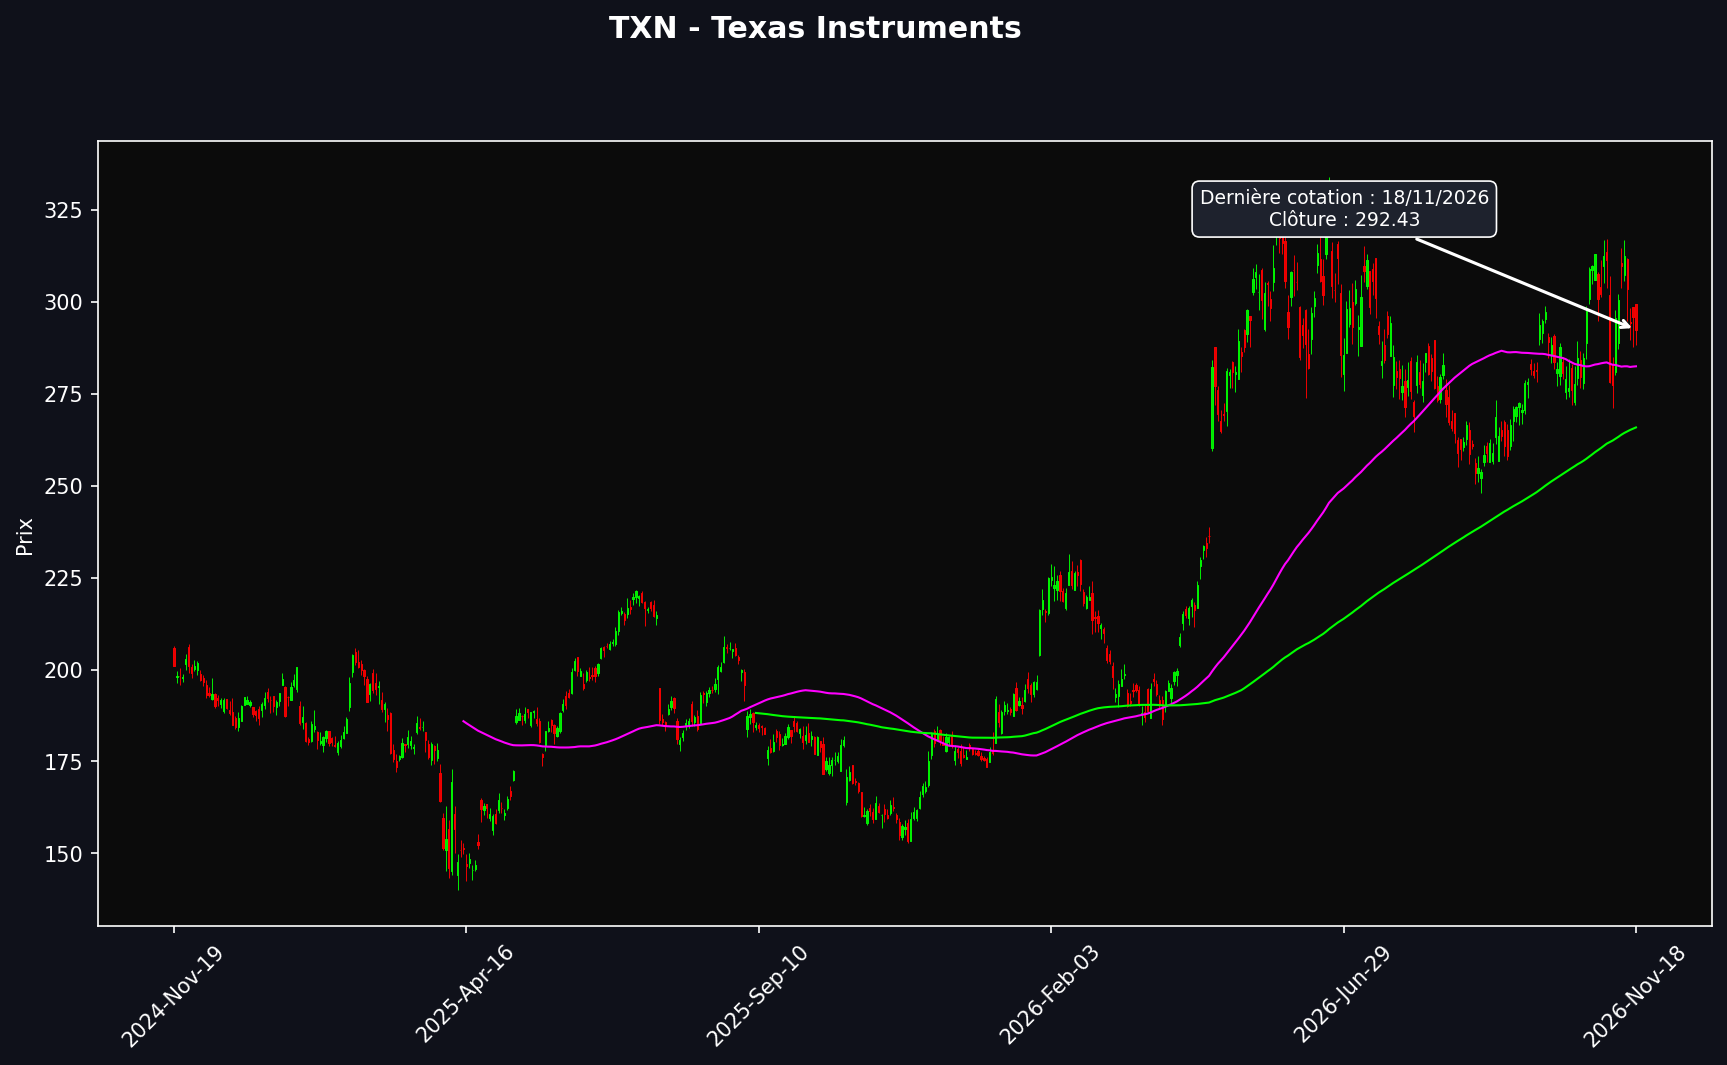 TXN - Texas Instruments
Dernière cotation : 18/11/2026
Clôture : 292.43
325
300
275
250
225
200
175
150
Prix
2024-Nov-19
2025-Apr-16
2025-Sep-10
2026-Feb-03
2026-Jun-29
2026-Nov-18